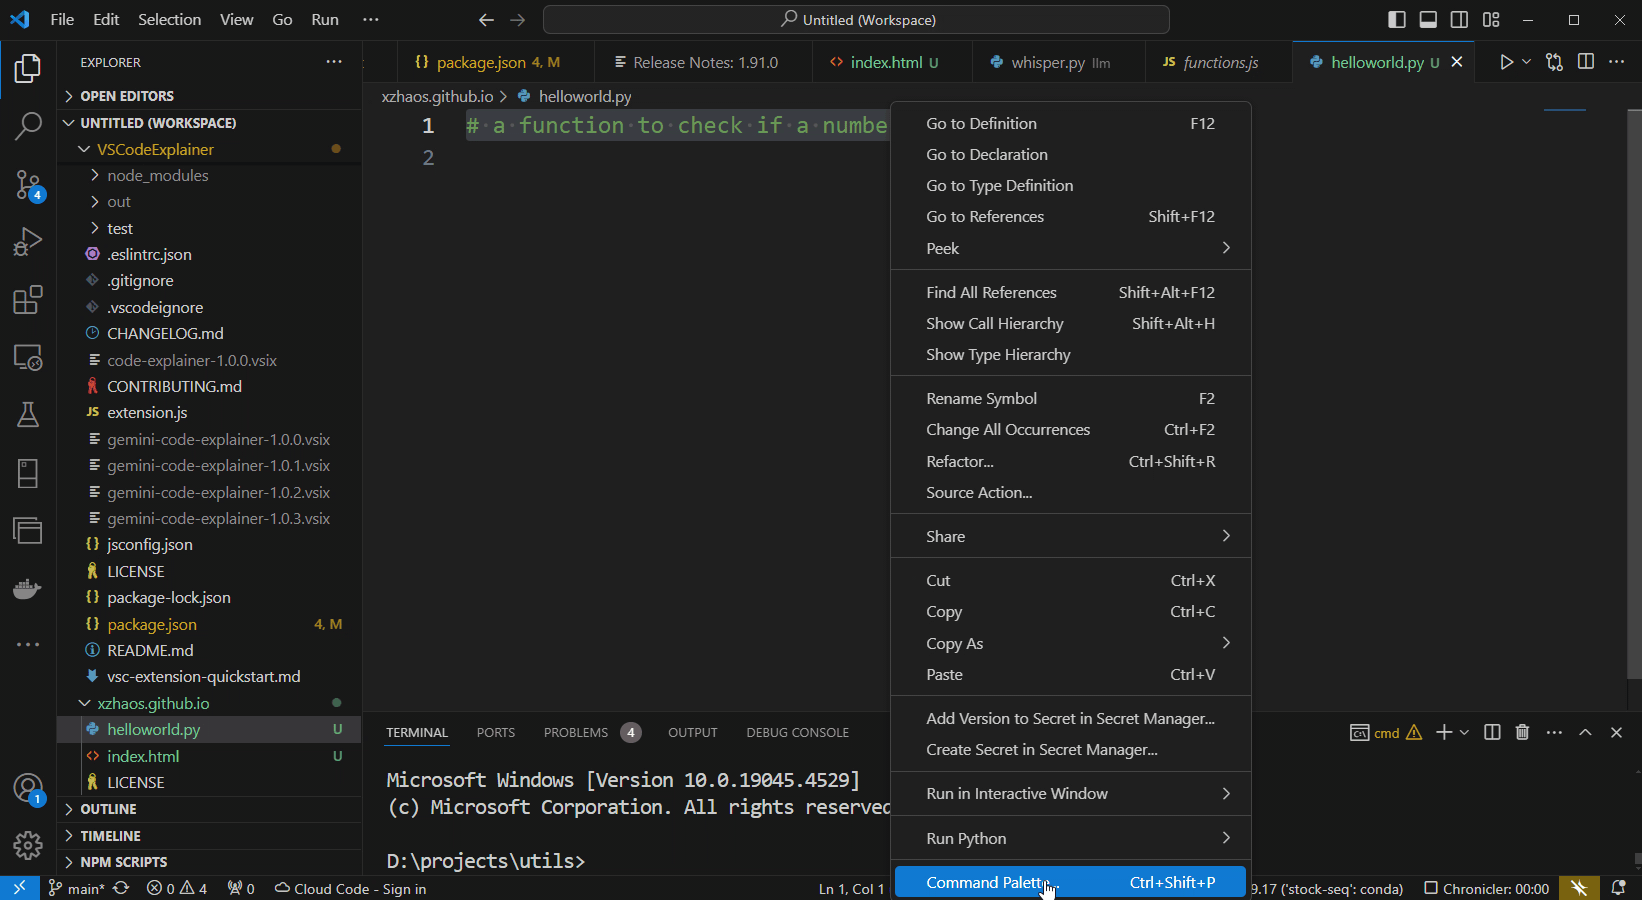 File Edit Selection View Go Run ··· Untitled (Workspace)
EXPLORER ···
OPEN EDITORS
UNTITLED (WORKSPACE)
VSCodeExplainer
node_modules
out
test
.eslintrc.json
.gitignore
.vscodeignore
CHANGELOG.md
code-explainer-1.0.0.vsix
CONTRIBUTING.md
JS extension.js
gemini-code-explainer-1.0.0.vsix
gemini-code-explainer-1.0.1.vsix
gemini-code-explainer-1.0.2.vsix
gemini-code-explainer-1.0.3.vsix
{} jsconfig.json
LICENSE
{} package-lock.json
{} package.json 4, M
README.md
vsc-extension-quickstart.md
xzhaos.github.io
helloworld.py U
<> index.html U
LICENSE
OUTLINE
TIMELINE
NPM SCRIPTS
4
1
{} package.json 4, M Release Notes: 1.91.0 <> index.html U whisper.py llm JS functions.js helloworld.py U
xzhaos.github.io > helloworld.py
1 # a function to check if a numbe
2
Go to Definition F12
Go to Declaration
Go to Type Definition
Go to References Shift+F12
Peek
Find All References Shift+Alt+F12
Show Call Hierarchy Shift+Alt+H
Show Type Hierarchy
Rename Symbol F2
Change All Occurrences Ctrl+F2
Refactor... Ctrl+Shift+R
Source Action...
Share
Cut Ctrl+X
Copy Ctrl+C
Copy As
Paste Ctrl+V
Add Version to Secret in Secret Manager...
Create Secret in Secret Manager...
Run in Interactive Window
Run Python
Command Palette... Ctrl+Shift+P
TERMINAL PORTS PROBLEMS 4 OUTPUT DEBUG CONSOLE cmd
Microsoft Windows [Version 10.0.19045.4529]
(c) Microsoft Corporation. All rights reserved
D:\projects\utils>
main* 0 4 0 Cloud Code - Sign in Ln 1, Col 1 9.17 ('stock-seq': conda) Chronicler: 00:00